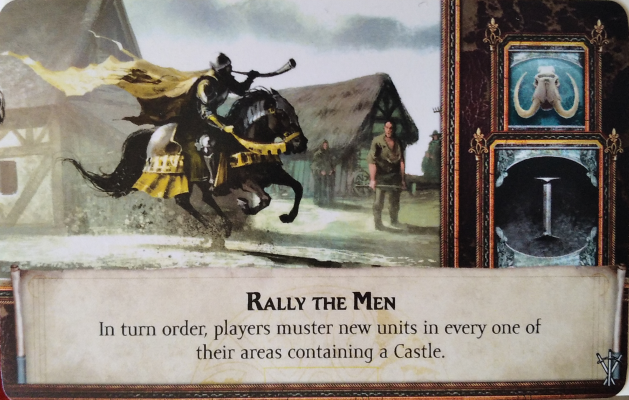 I
RALLY THE MEN
In turn order, players muster new units in every one of
their areas containing a Castle.